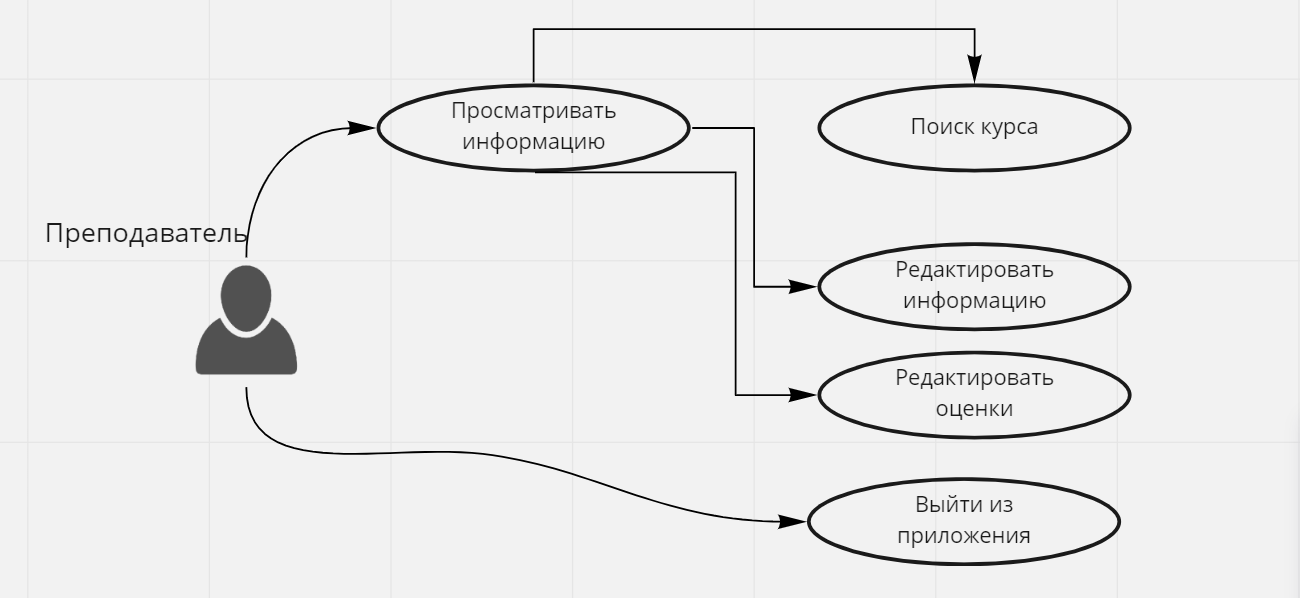 Просматривать
информацию
Поиск курса
Преподаватель
Редактировать
информацию
Редактировать
оценки
Выйти из
приложения